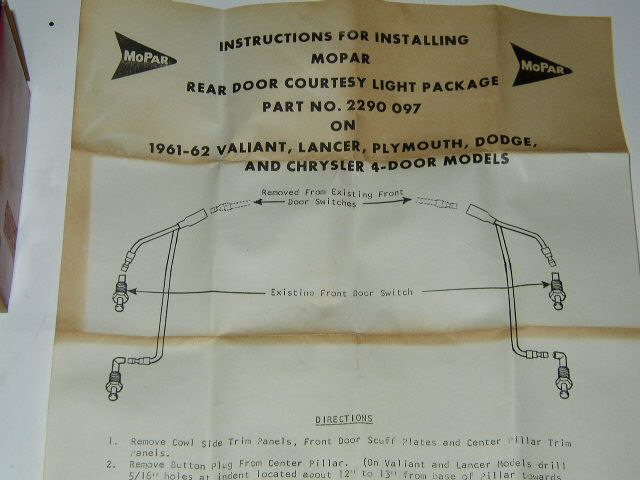 INSTRUCTIONS FOR INSTALLING
MOPAR
MOPAR
MOPAR
REAR DOOR COURTESY LIGHT PACKAGE
PART NO. 2290 097
ON
1961-62 VALIANT, LANCER, PLYMOUTH, DODGE,
AND CHRYSLER 4-DOOR MODELS
Removed From Existing Front
Door Switches
Existing Front Door Switch
DIRECTIONS
1. Remove Cowl Side Trim Panels, Front Door Scuff Plates and Center Pillar Trim
Panels.
2. Remove Button Plug From Center Pillar. (On Valiant and Lancer Models drill
5/16" holes at indent located about 12" to 13" from base of pillar towards